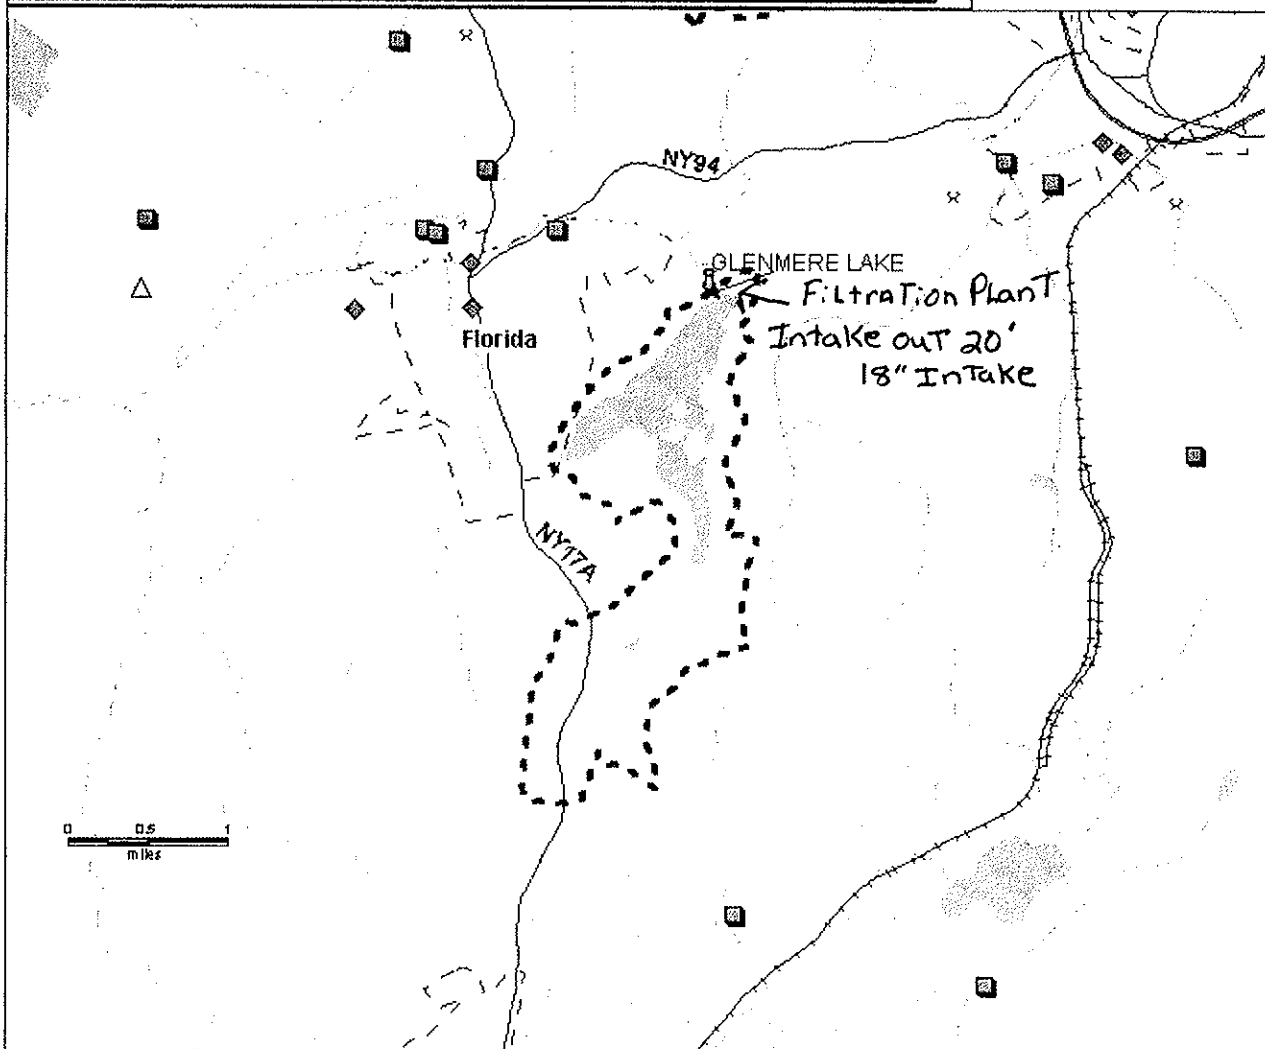 NY94
GLENMERE LAKE
FiLtraTion PLanT
Florida
Intake ouT 20'
18" InTake
NY17A
0 0.5 1
miles